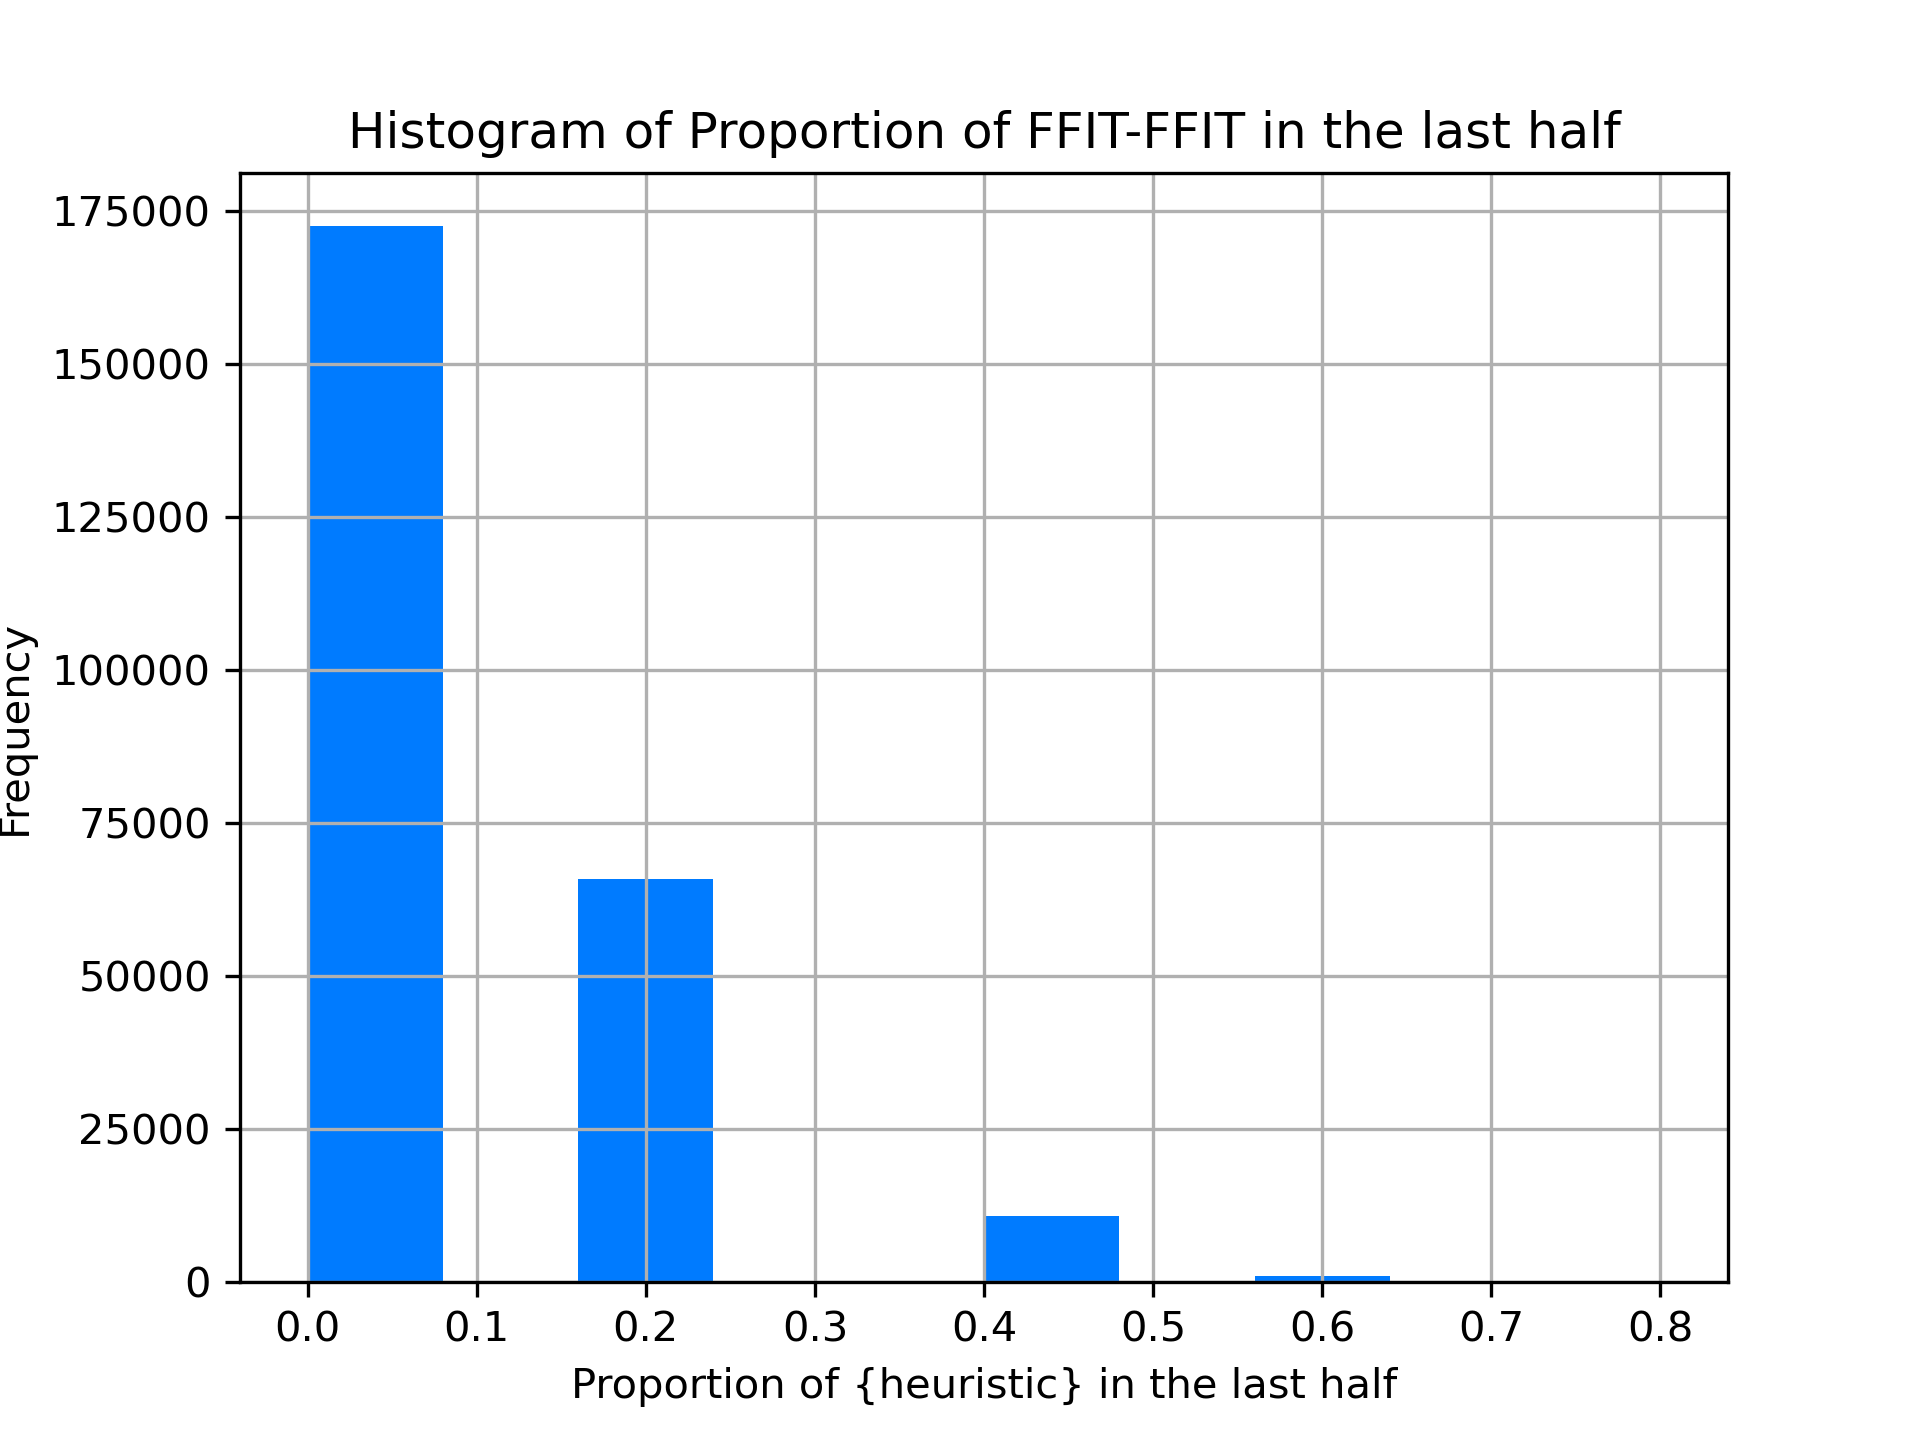 Histogram of Proportion of FFIT-FFIT in the last half
175000
150000
125000
100000
75000
50000
25000
0
Frequency
0.0 0.1 0.2 0.3 0.4 0.5 0.6 0.7 0.8
Proportion of {heuristic} in the last half